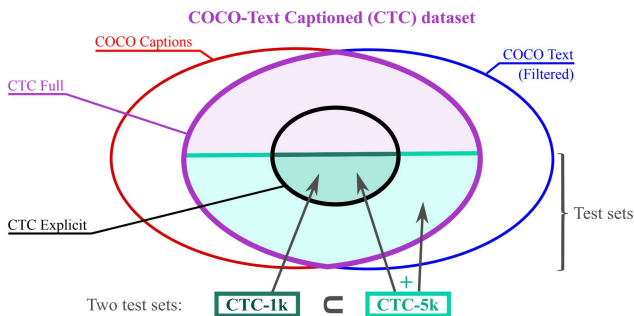 COCO-Text Captioned (CTC) dataset
COCO Captions
COCO Text
(Filtered)
CTC Full
CTC Explicit
Test sets
Two test sets: CTC-1k ⊂ CTC-5k
+